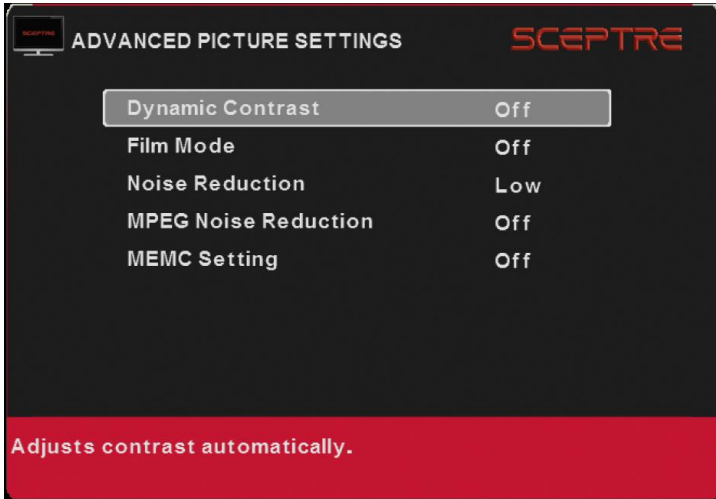 SCEPTRE
ADVANCED PICTURE SETTINGS
SCEPTRE
Dynamic Contrast Off
Film Mode Off
Noise Reduction Low
MPEG Noise Reduction Off
MEMC Setting Off
Adjusts contrast automatically.